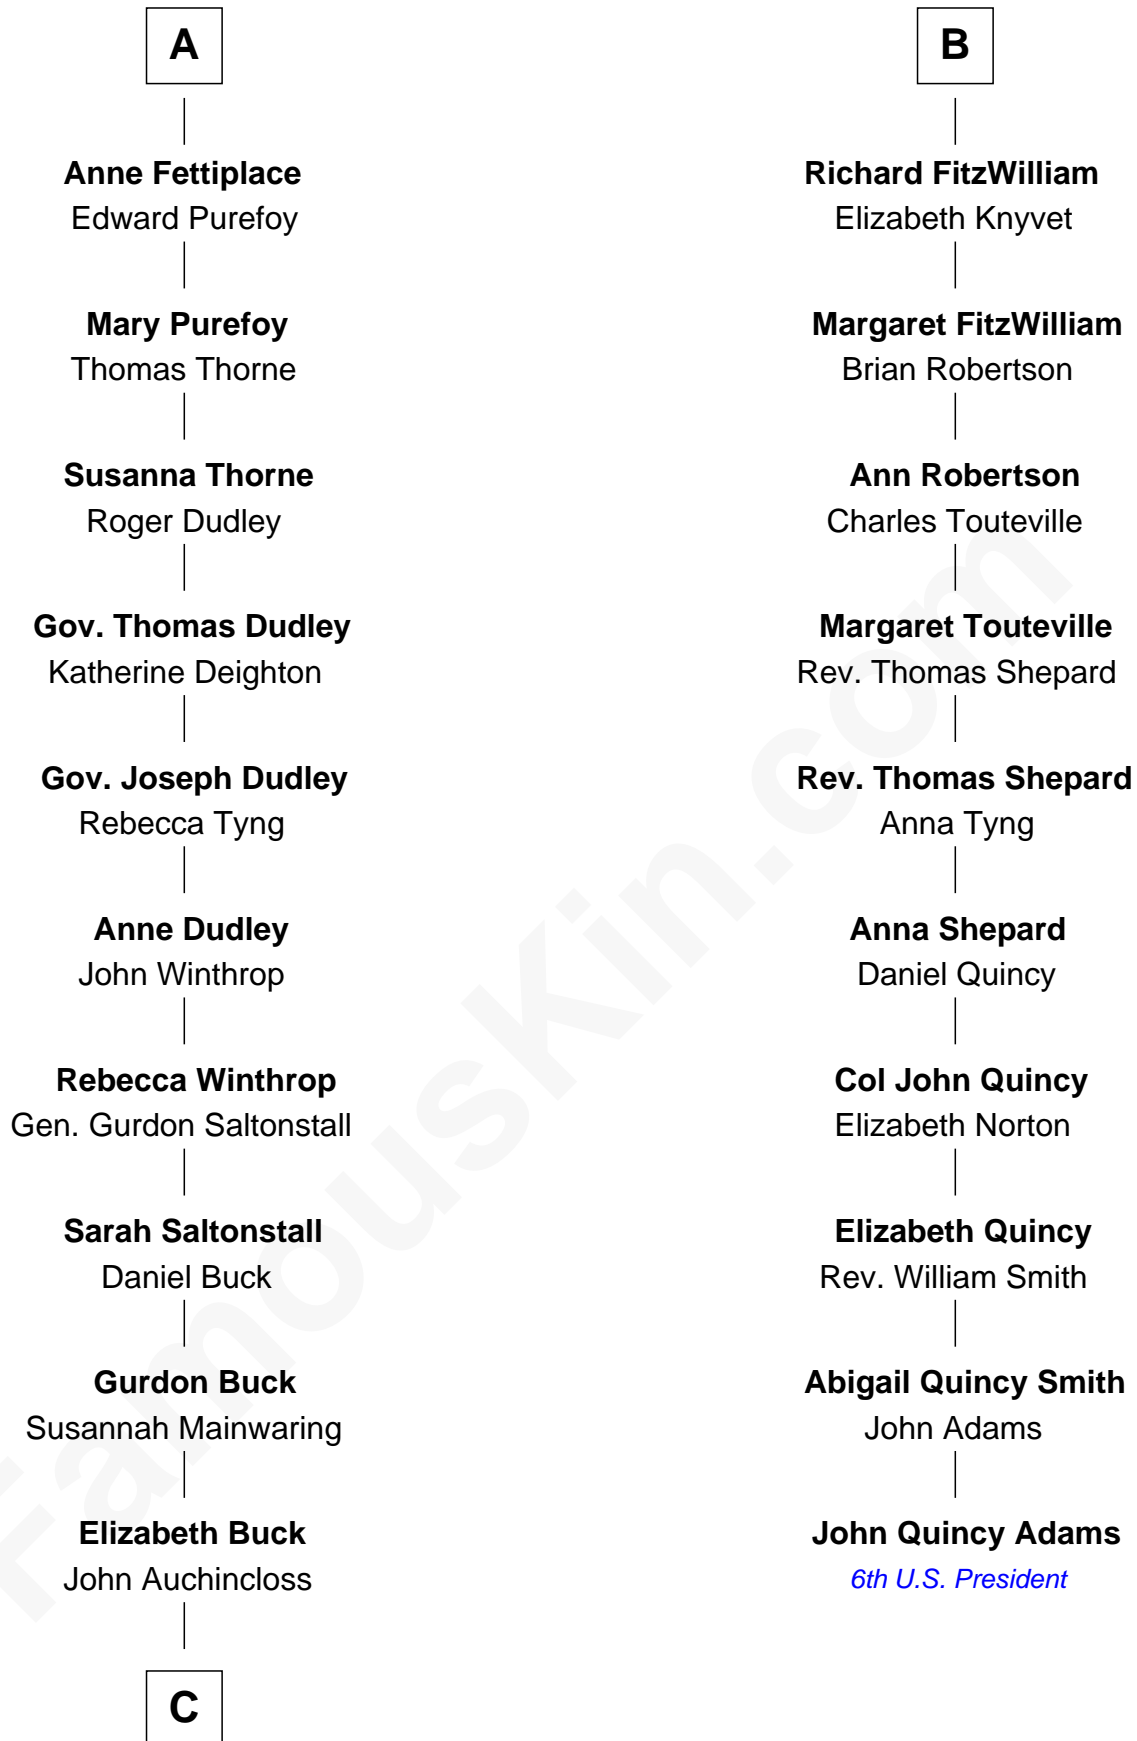 A
Anne Fettiplace
Edward Purefoy
Mary Purefoy
Thomas Thorne
Susanna Thorne
Roger Dudley
Gov. Thomas Dudley
Katherine Deighton
Gov. Joseph Dudley
Rebecca Tyng
Anne Dudley
John Winthrop
Rebecca Winthrop
Gen. Gurdon Saltonstall
Sarah Saltonstall
Daniel Buck
Gurdon Buck
Susannah Mainwaring
Elizabeth Buck
John Auchincloss
C
B
Richard FitzWilliam
Elizabeth Knyvet
Margaret FitzWilliam
Brian Robertson
Ann Robertson
Charles Touteville
Margaret Touteville
Rev. Thomas Shepard
Rev. Thomas Shepard
Anna Tyng
Anna Shepard
Daniel Quincy
Col John Quincy
Elizabeth Norton
Elizabeth Quincy
Rev. William Smith
Abigail Quincy Smith
John Adams
John Quincy Adams
6th U.S. President
FamousKin.com